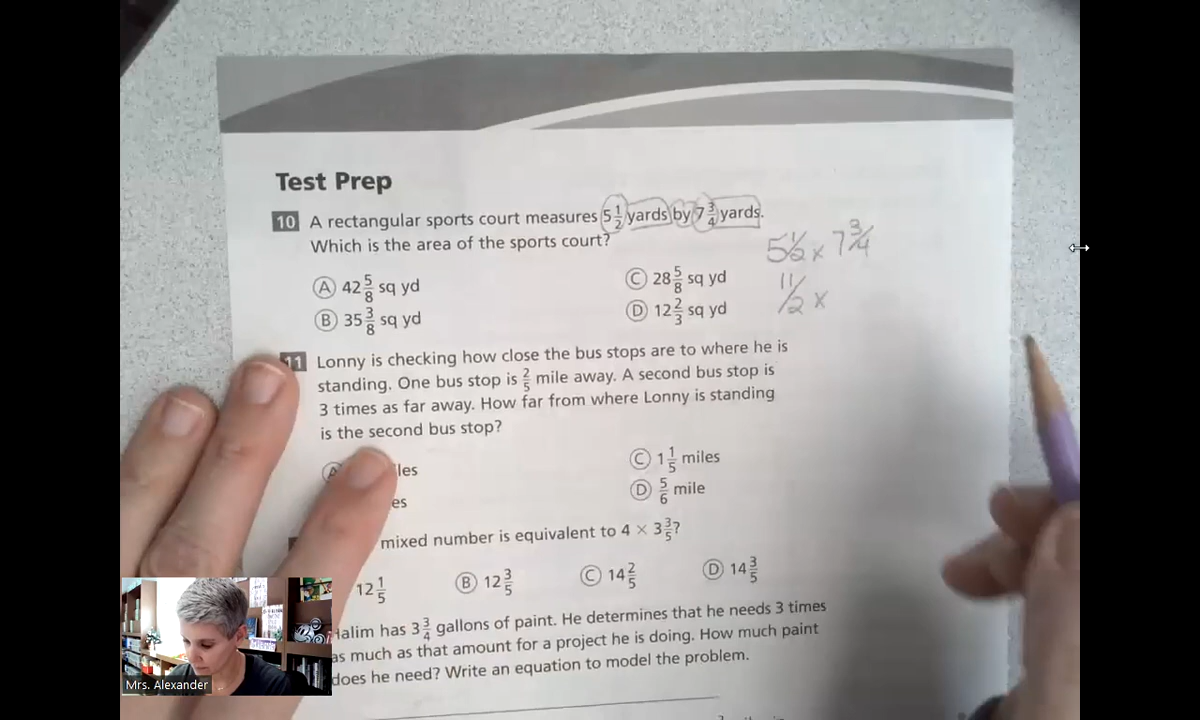 Test Prep
10 A rectangular sports court measures 5 1/2 yards by 7 3/4 yards.
Which is the area of the sports court?
5 1/2 x 7 3/4
A 42 5/8 sq yd
C 28 5/8 sq yd
11/2 x
B 35 3/8 sq yd
D 12 2/3 sq yd
11 Lonny is checking how close the bus stops are to where he is
standing. One bus stop is 2/5 mile away. A second bus stop is
3 times as far away. How far from where Lonny is standing
is the second bus stop?
C 1 1/5 miles
D 5/6 mile
mixed number is equivalent to 4 × 3 3/5?
12 1/5
B 12 3/5
C 14 2/5
D 14 3/5
Halim has 3 3/4 gallons of paint. He determines that he needs 3 times
as much as that amount for a project he is doing. How much paint
does he need? Write an equation to model the problem.
Mrs. Alexander